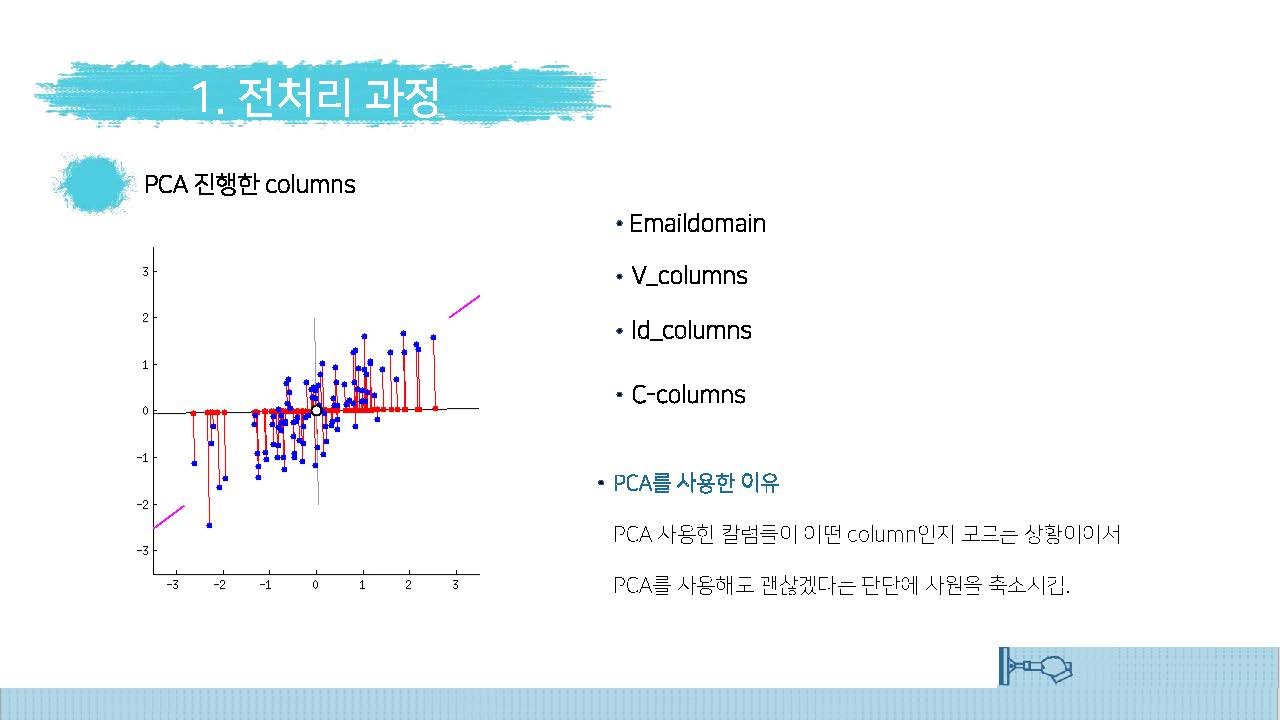 1. 전처리 과정
PCA 진행한 columns
• Emaildomain
• V_columns
• Id_columns
• C-columns
3
2
1
0
-1
-2
-3
-3 -2 -1 0 1 2 3
• PCA를 사용한 이유
PCA 사용한 칼럼들이 어떤 column인지 모르는 상황이어서
PCA를 사용해도 괜찮겠다는 판단에 차원을 축소시킴.